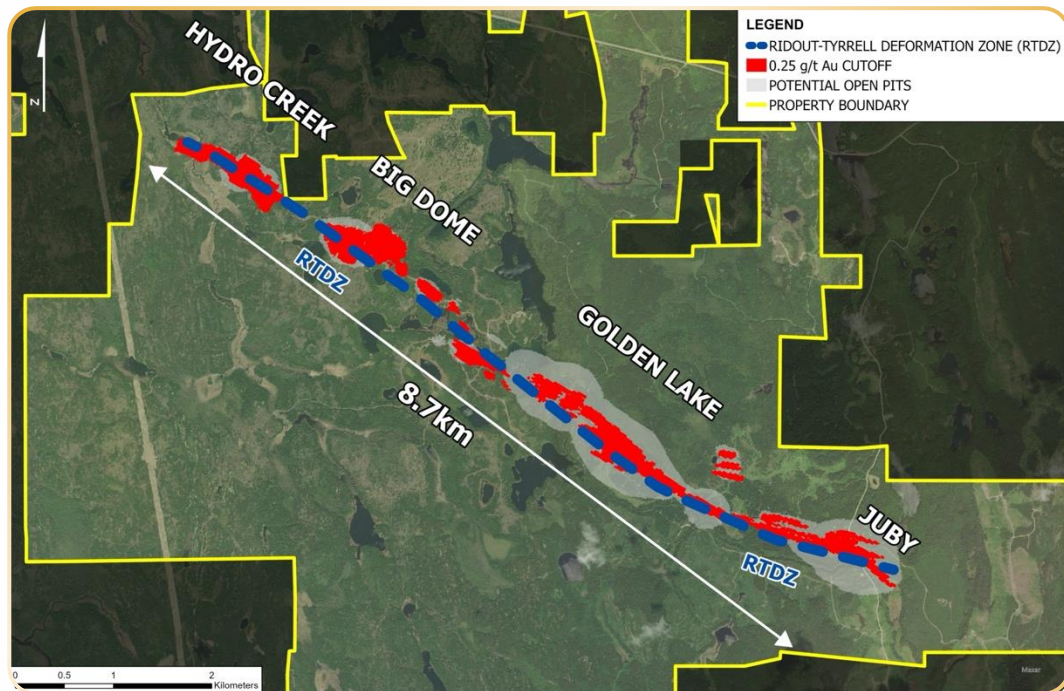 LEGEND
RIDOUT-TYRRELL DEFORMATION ZONE (RTDZ)
0.25 g/t Au CUTOFF
POTENTIAL OPEN PITS
PROPERTY BOUNDARY
N
HYDRO CREEK
BIG DOME
RTDZ
GOLDEN LAKE
8.7km
JUBY
RTDZ
0 0.5 1 2
Kilometers
Maxar